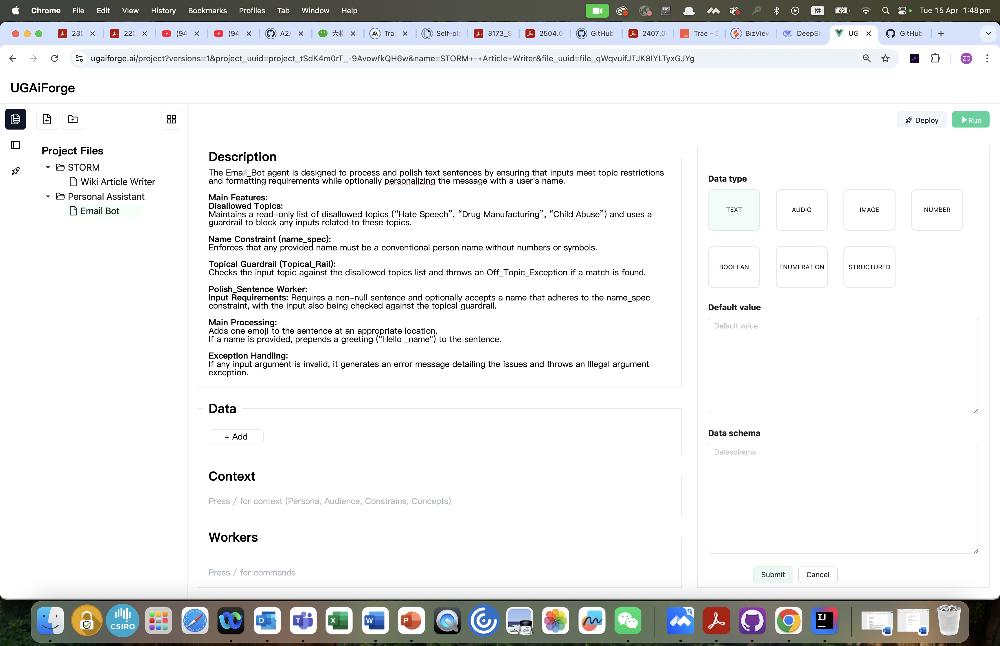 Chrome File Edit View History Bookmarks Profiles Tab Window Help
Tue 15 Apr 1:48 pm
(94
(94
Self-pla
3173_S
2504.0
GitHub
2407.0
Trae - S
BizView
DeepSi
UG
GitHub
ugaiforge.ai/project?versions=1&project_uuid=project_tSdK4m0rT_-9AvowfkQH6w&name=STORM+-+Article+Writer&file_uuid=file_qWqvuifJTJK8IYLTyxGJYg
ZC
UGAiForge
Deploy
Run
Project Files
STORM
Wiki Article Writer
Personal Assistant
Email Bot
Description
The Email_Bot agent is designed to process and polish text sentences by ensuring that inputs meet topic restrictions
and formatting requirements while optionally personalizing the message with a user's name.
Main Features:
Disallowed Topics:
Maintains a read-only list of disallowed topics (“Hate Speech”, “Drug Manufacturing”, “Child Abuse”) and uses a
guardrail to block any inputs related to these topics.
Name Constraint (name_spec):
Enforces that any provided name must be a conventional person name without numbers or symbols.
Topical Guardrail (Topical_Rail):
Checks the input topic against the disallowed topics list and throws an Off_Topic_Exception if a match is found.
Polish_Sentence Worker:
Input Requirements: Requires a non-null sentence and optionally accepts a name that adheres to the name_spec
constraint, with the input also being checked against the topical guardrail.
Main Processing:
Adds one emoji to the sentence at an appropriate location.
If a name is provided, prepends a greeting ("Hello _name") to the sentence.
Exception Handling:
If any input argument is invalid, it generates an error message detailing the issues and throws an Illegal argument
exception.
Data
+ Add
Context
Press / for context (Persona, Audience, Constrains, Concepts)
Workers
Press / for commands
Data type
TEXT
AUDIO
IMAGE
NUMBER
BOOLEAN
ENUMERATION
STRUCTURED
Default value
Default value
Data schema
Dataschema
Submit
Cancel
CSIRO